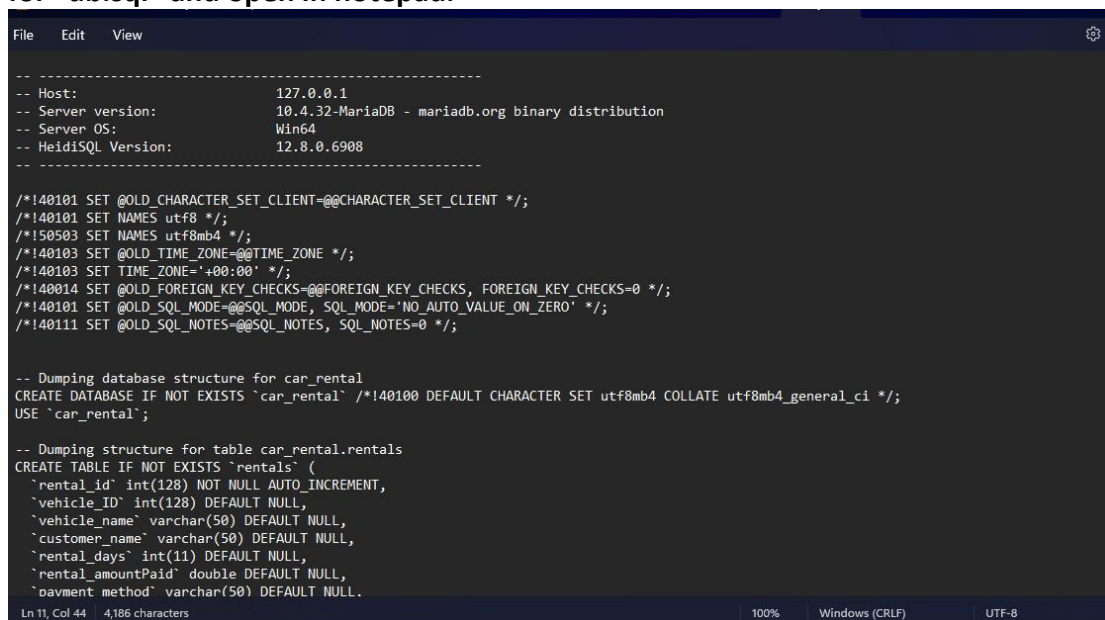 for "db.sql" and open in notepad.
File Edit View
-- --------------------------------------------------------
-- Host: 127.0.0.1
-- Server version: 10.4.32-MariaDB - mariadb.org binary distribution
-- Server OS: Win64
-- HeidiSQL Version: 12.8.0.6908
-- --------------------------------------------------------
/*!40101 SET @OLD_CHARACTER_SET_CLIENT=@@CHARACTER_SET_CLIENT */;
/*!40101 SET NAMES utf8 */;
/*!50503 SET NAMES utf8mb4 */;
/*!40103 SET @OLD_TIME_ZONE=@@TIME_ZONE */;
/*!40103 SET TIME_ZONE='+00:00' */;
/*!40014 SET @OLD_FOREIGN_KEY_CHECKS=@@FOREIGN_KEY_CHECKS, FOREIGN_KEY_CHECKS=0 */;
/*!40101 SET @OLD_SQL_MODE=@@SQL_MODE, SQL_MODE='NO_AUTO_VALUE_ON_ZERO' */;
/*!40111 SET @OLD_SQL_NOTES=@@SQL_NOTES, SQL_NOTES=0 */;
-- Dumping database structure for car_rental
CREATE DATABASE IF NOT EXISTS `car_rental` /*!40100 DEFAULT CHARACTER SET utf8mb4 COLLATE utf8mb4_general_ci */;
USE `car_rental`;
-- Dumping structure for table car_rental.rentals
CREATE TABLE IF NOT EXISTS `rentals` (
`rental_id` int(128) NOT NULL AUTO_INCREMENT,
`vehicle_ID` int(128) DEFAULT NULL,
`vehicle_name` varchar(50) DEFAULT NULL,
`customer_name` varchar(50) DEFAULT NULL,
`rental_days` int(11) DEFAULT NULL,
`rental_amountPaid` double DEFAULT NULL,
`payment_method` varchar(50) DEFAULT NULL,
Ln 11, Col 44 4,186 characters 100% Windows (CRLF) UTF-8